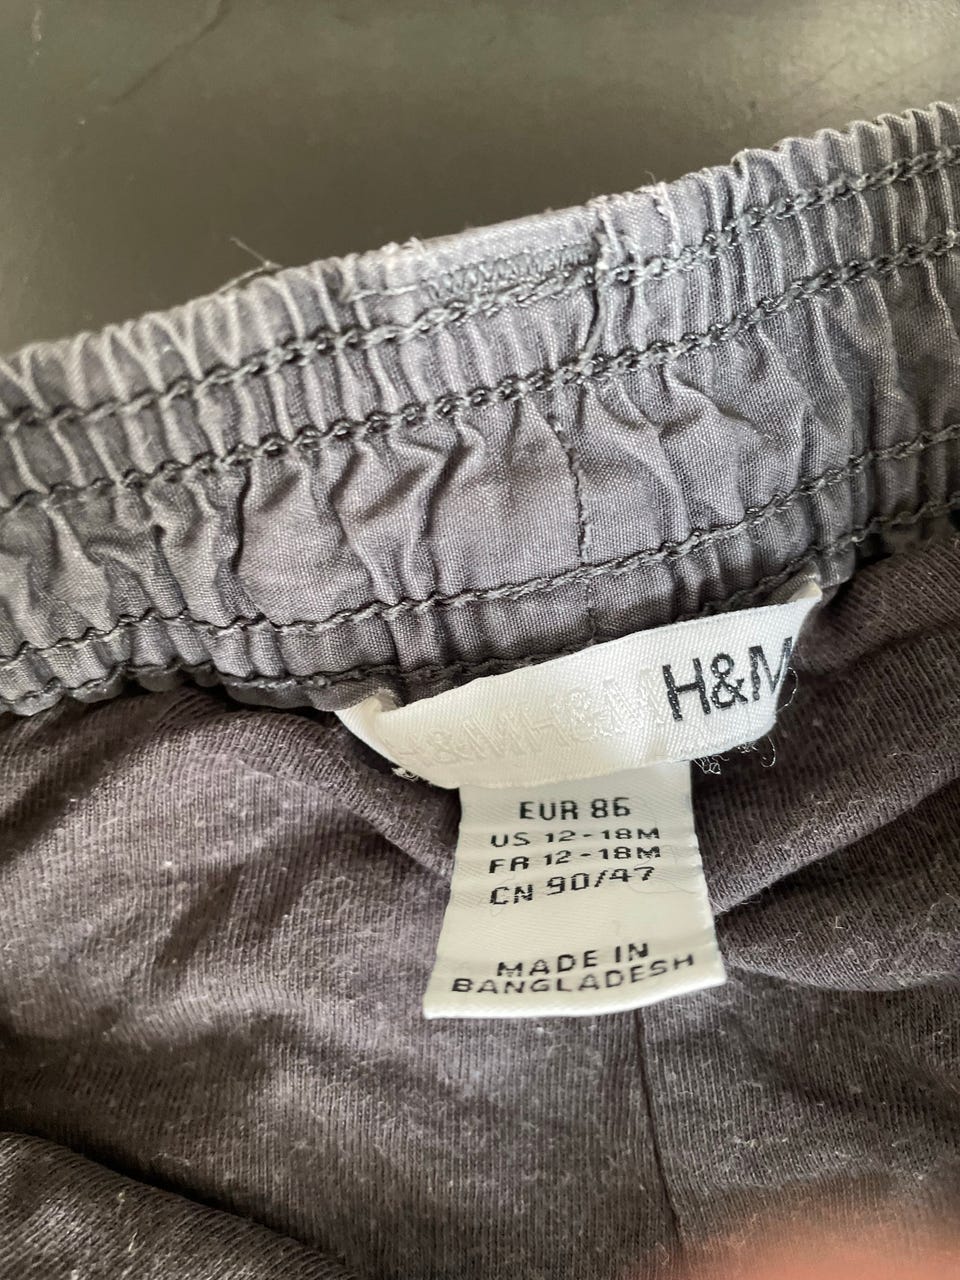 H&M H&M H&M
EUR 86
US 12-18M
FR 12-18M
CN 90/47
MADE IN
BANGLADESH